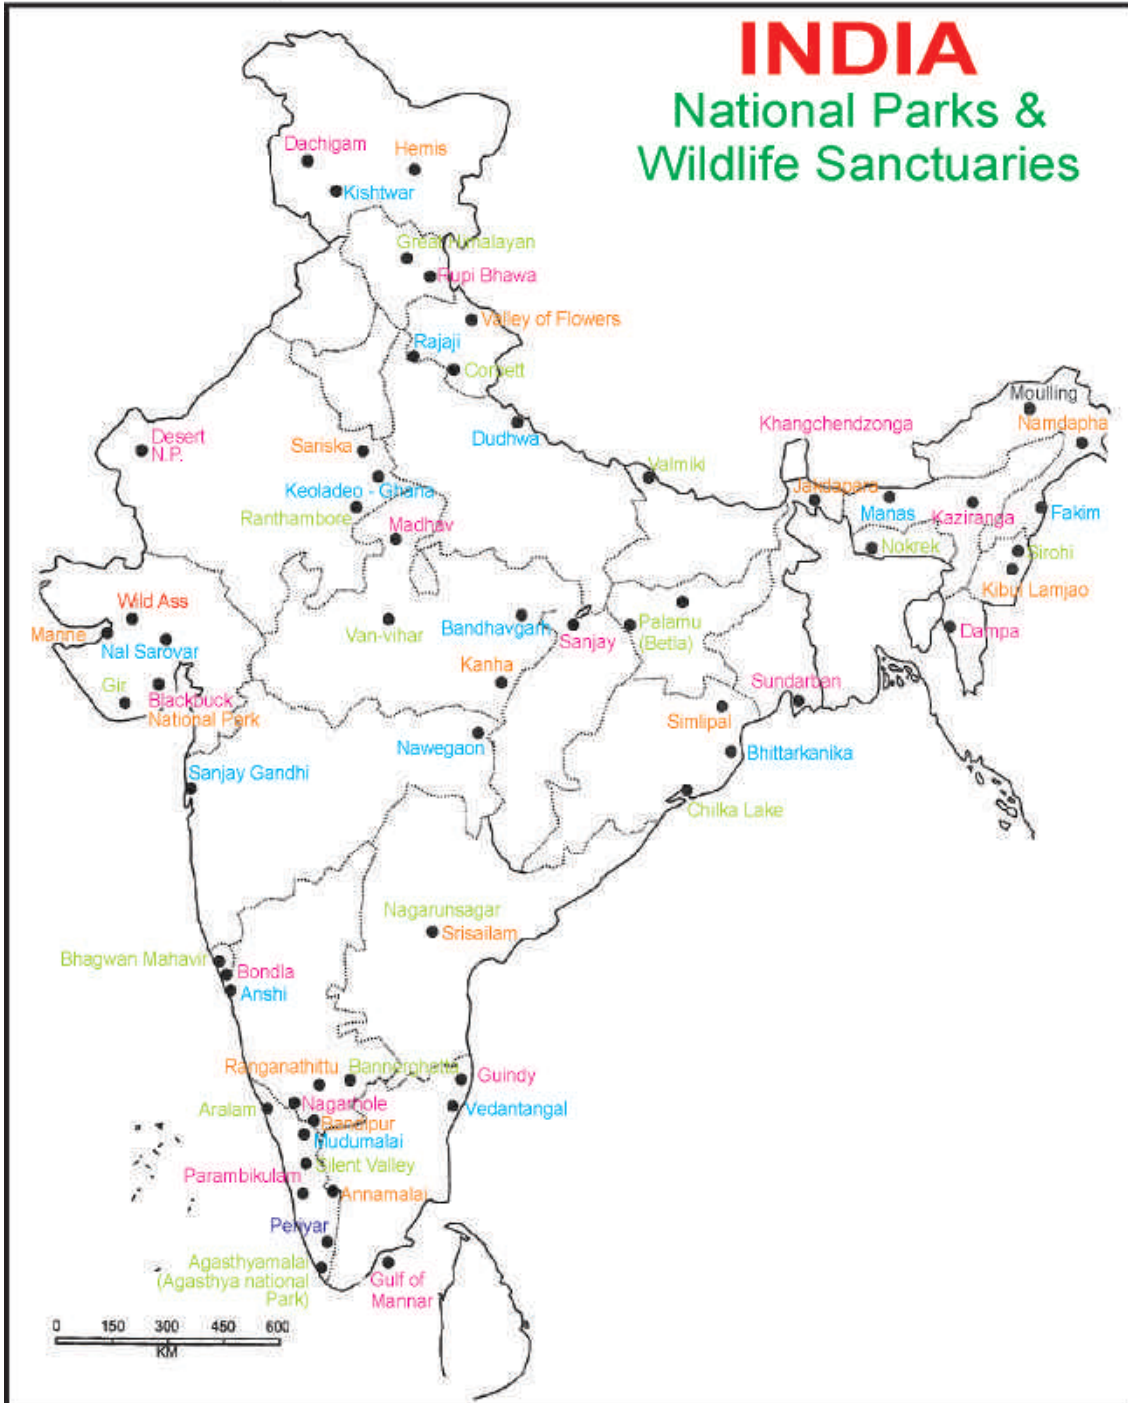 INDIA
National Parks &
Wildlife Sanctuaries
Dachigam
Hemis
Kishtwar
Great Himalayan
Rupi Bhawa
Valley of Flowers
Rajaji
Corbett
Moulling
Khangchendzonga
Namdapha
Desert
N.P.
Sariska
Dudhwa
Valmiki
Keoladeo - Ghana
Jakdapara
Manas
Kaziranga
Fakim
Ranthambore
Madhav
Nokrek
Sirohi
Kibul Lamjao
Wild Ass
Manne
Nal Sarovar
Van-vihar
Bandhavgarh
Sanjay
Palamu
(Betla)
Dampa
Kanha
Gir
Blackbuck
National Park
Sundarban
Simlipal
Nawegaon
Bhittarkanika
Sanjay Gandhi
Chilka Lake
Nagarunsagar
Srisailam
Bhagwan Mahavir
Bondla
Anshi
Ranganathittu
Bannerghatta
Guindy
Nagarhole
Aralam
Vedantangal
Bandipur
Mudumalai
Silent Valley
Parambikulam
Annamalai
Periyar
Agasthyamalai
(Agasthya national
Park)
Gulf of
Mannar
0 150 300 450 600
KM